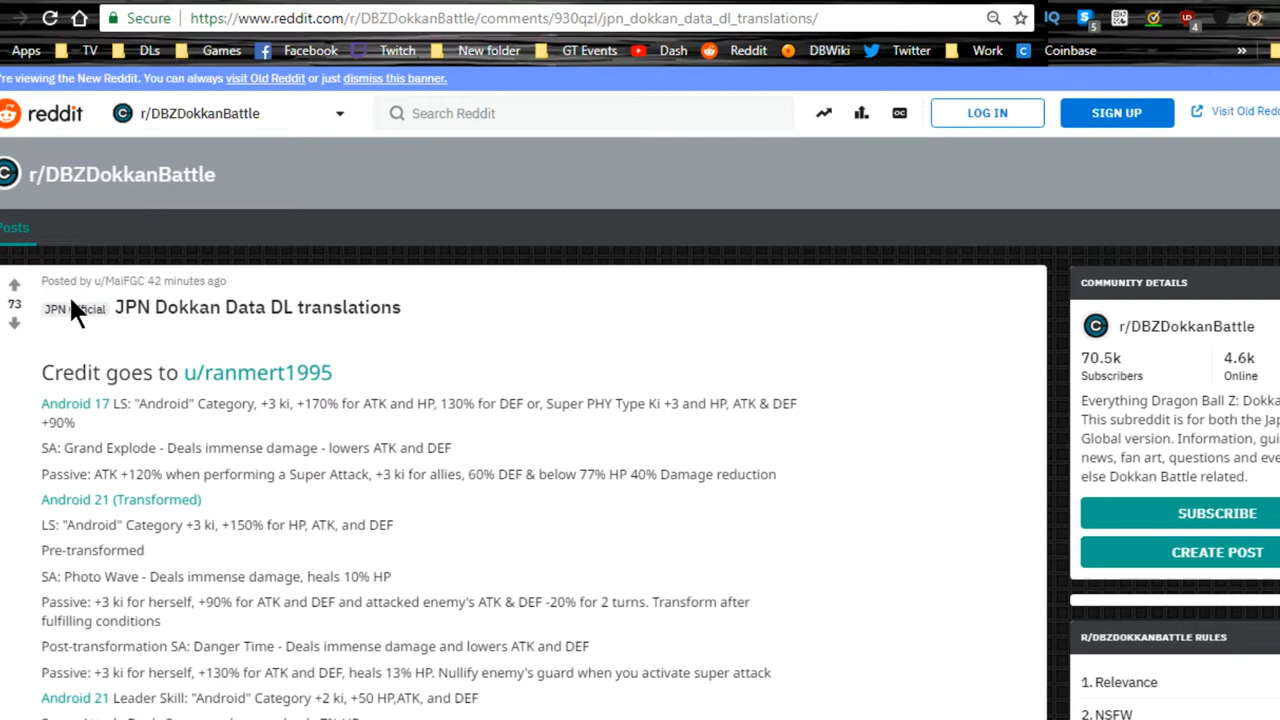 Secure https://www.reddit.com/r/DBZDokkanBattle/comments/930qzl/jpn_dokkan_data_dl_translations/
Apps TV DLs Games Facebook Twitch New folder GT Events Dash Reddit DBWiki Twitter Work Coinbase »
're viewing the New Reddit. You can always visit Old Reddit or just dismiss this banner.
reddit r/DBZDokkanBattle Search Reddit LOG IN SIGN UP Visit Old Redd
r/DBZDokkanBattle
Posts
Posted by u/MaiFGC 42 minutes ago
73
JPN JPN Dokkan Data DL translations
Credit goes to u/ranmert1995
Android 17 LS: "Android" Category, +3 ki, +170% for ATK and HP, 130% for DEF or, Super PHY Type Ki +3 and HP, ATK & DEF
+90%
SA: Grand Explode - Deals immense damage - lowers ATK and DEF
Passive: ATK +120% when performing a Super Attack, +3 ki for allies, 60% DEF & below 77% HP 40% Damage reduction
Android 21 (Transformed)
LS: "Android" Category +3 ki, +150% for HP, ATK, and DEF
Pre-transformed
SA: Photo Wave - Deals immense damage, heals 10% HP
Passive: +3 ki for herself, +90% for ATK and DEF and attacked enemy's ATK & DEF -20% for 2 turns. Transform after
fulfilling conditions
Post-transformation SA: Danger Time - Deals immense damage and lowers ATK and DEF
Passive: +3 ki for herself, +130% for ATK and DEF, heals 13% HP. Nullify enemy's guard when you activate super attack
Android 21 Leader Skill: "Android" Category +2 ki, +50 HP,ATK, and DEF
COMMUNITY DETAILS
r/DBZDokkanBattle
70.5k 4.6k
Subscribers Online
Everything Dragon Ball Z: Dokka
This subreddit is for both the Jap
Global version. Information, gui
news, fan art, questions and eve
else Dokkan Battle related.
SUBSCRIBE
CREATE POST
R/DBZDOKKANBATTLE RULES
1. Relevance
2. NSFW